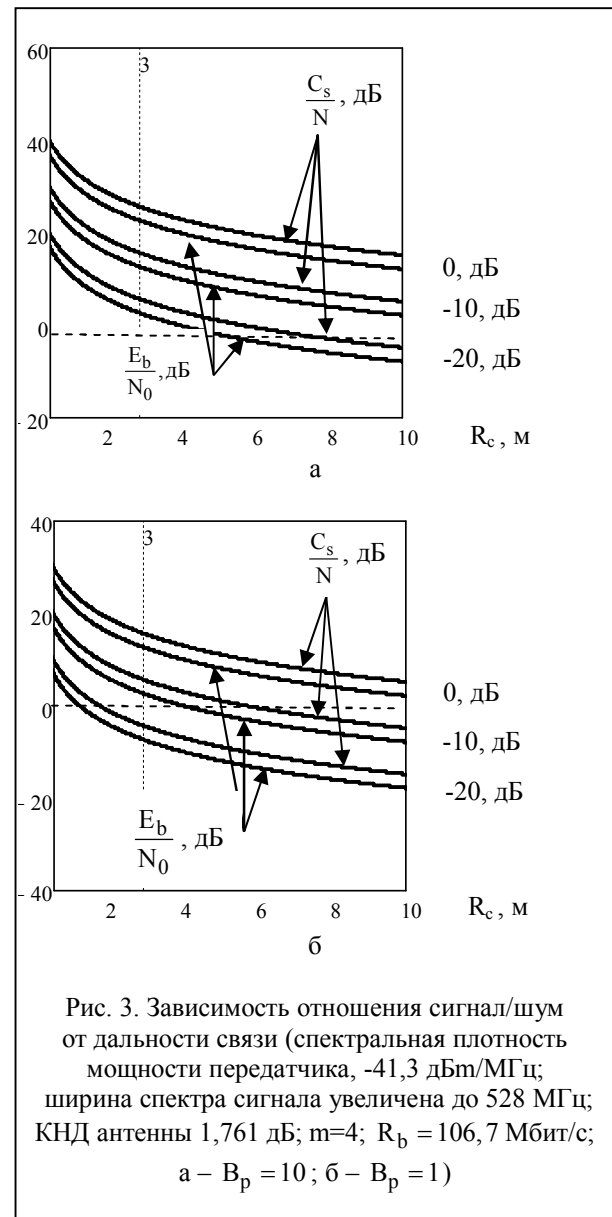 60
3
C_s/N, дБ
40
20
0, дБ
-10, дБ
0
-20, дБ
E_b/N_0, дБ
- 20
2 4 6 8 10 R_c , м
а
40
3
C_s/N, дБ
20
0, дБ
0
-10, дБ
-20, дБ
- 20
E_b/N_0 , дБ
- 40
2 4 6 8 10 R_c , м
б
Рис. 3. Зависимость отношения сигнал/шум
от дальности связи (спектральная плотность
мощности передатчика, -41,3 дБm/МГц;
ширина спектра сигнала увеличена до 528 МГц;
КНД антенны 1,761 дБ; m=4; R_b = 106, 7 Мбит/с;
а – B_p = 10 ; б – B_p = 1 )